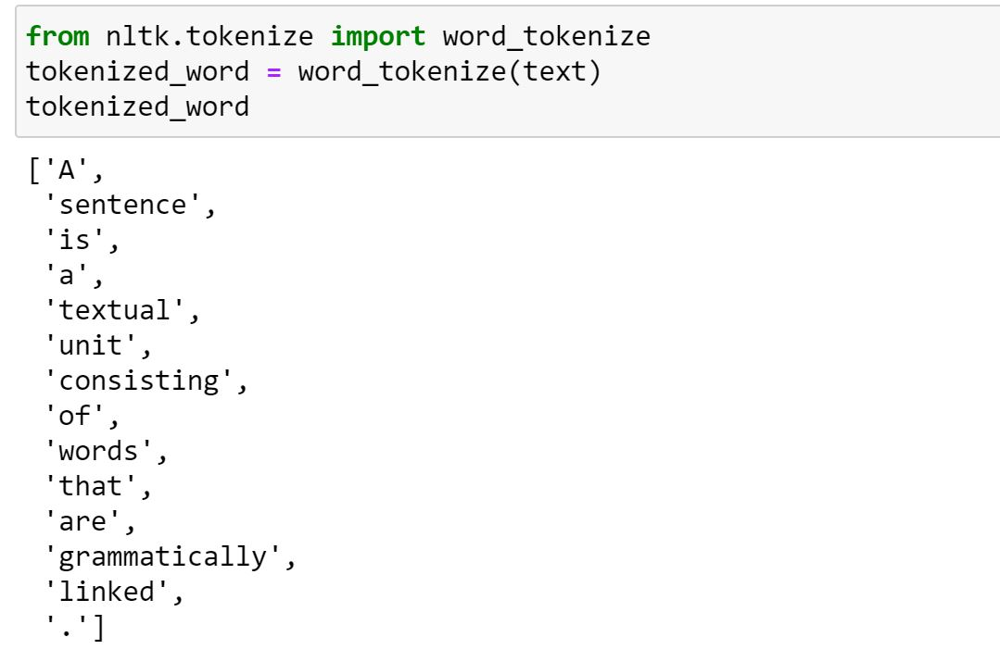 from nltk.tokenize import word_tokenize
tokenized_word = word_tokenize(text)
tokenized_word
['A',
'sentence',
'is',
'a',
'textual',
'unit',
'consisting',
'of',
'words',
'that',
'are',
'grammatically',
'linked',
'.']